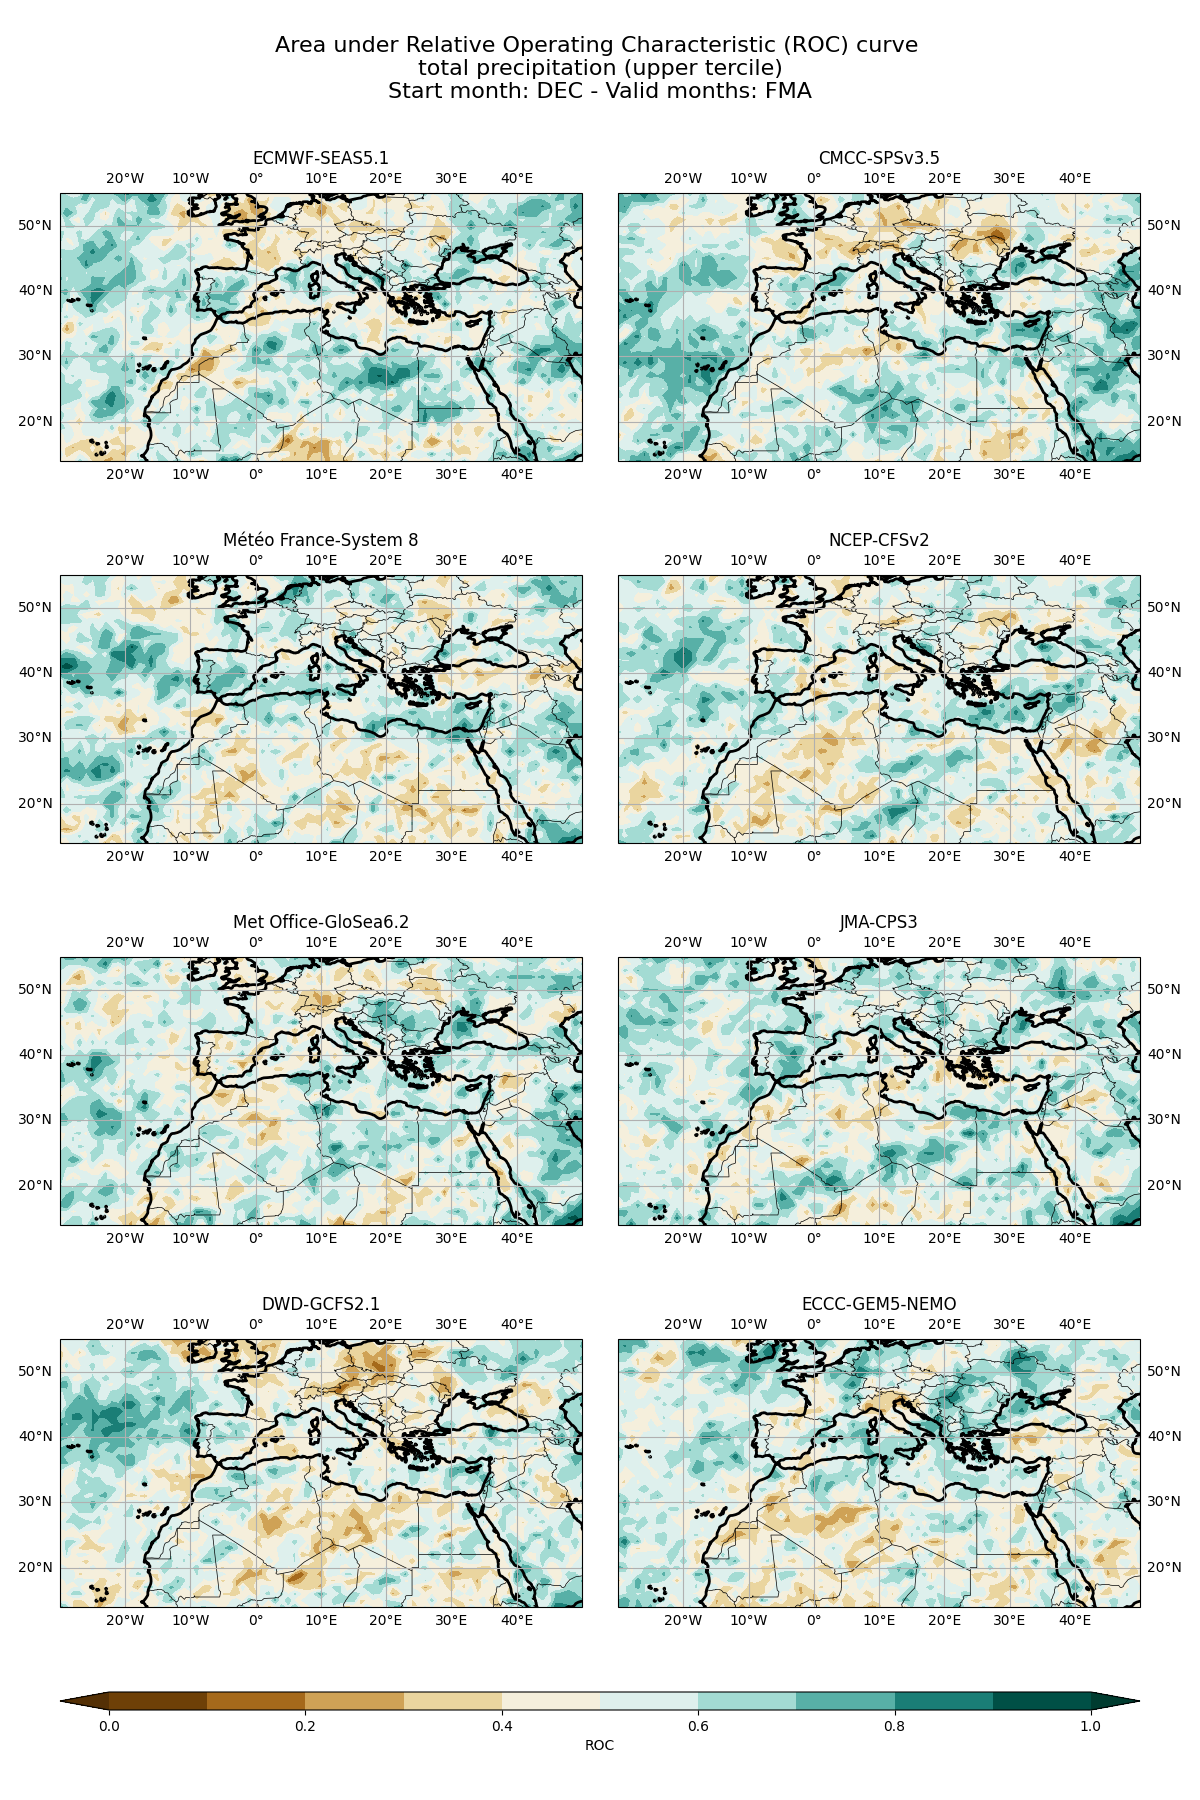 Area under Relative Operating Characteristic (ROC) curve
total precipitation (upper tercile)
Start month: DEC - Valid months: FMA
ECMWF-SEAS5.1
20°W 10°W 0° 10°E 20°E 30°E 40°E
50°N
40°N
30°N
20°N
20°W 10°W 0° 10°E 20°E 30°E 40°E
CMCC-SPSv3.5
20°W 10°W 0° 10°E 20°E 30°E 40°E
50°N
40°N
30°N
20°N
20°W 10°W 0° 10°E 20°E 30°E 40°E
Météo France-System 8
20°W 10°W 0° 10°E 20°E 30°E 40°E
50°N
40°N
30°N
20°N
20°W 10°W 0° 10°E 20°E 30°E 40°E
NCEP-CFSv2
20°W 10°W 0° 10°E 20°E 30°E 40°E
50°N
40°N
30°N
20°N
20°W 10°W 0° 10°E 20°E 30°E 40°E
Met Office-GloSea6.2
20°W 10°W 0° 10°E 20°E 30°E 40°E
50°N
40°N
30°N
20°N
20°W 10°W 0° 10°E 20°E 30°E 40°E
JMA-CPS3
20°W 10°W 0° 10°E 20°E 30°E 40°E
50°N
40°N
30°N
20°N
20°W 10°W 0° 10°E 20°E 30°E 40°E
DWD-GCFS2.1
20°W 10°W 0° 10°E 20°E 30°E 40°E
50°N
40°N
30°N
20°N
20°W 10°W 0° 10°E 20°E 30°E 40°E
ECCC-GEM5-NEMO
20°W 10°W 0° 10°E 20°E 30°E 40°E
50°N
40°N
30°N
20°N
20°W 10°W 0° 10°E 20°E 30°E 40°E
0.0 0.2 0.4 0.6 0.8 1.0
ROC